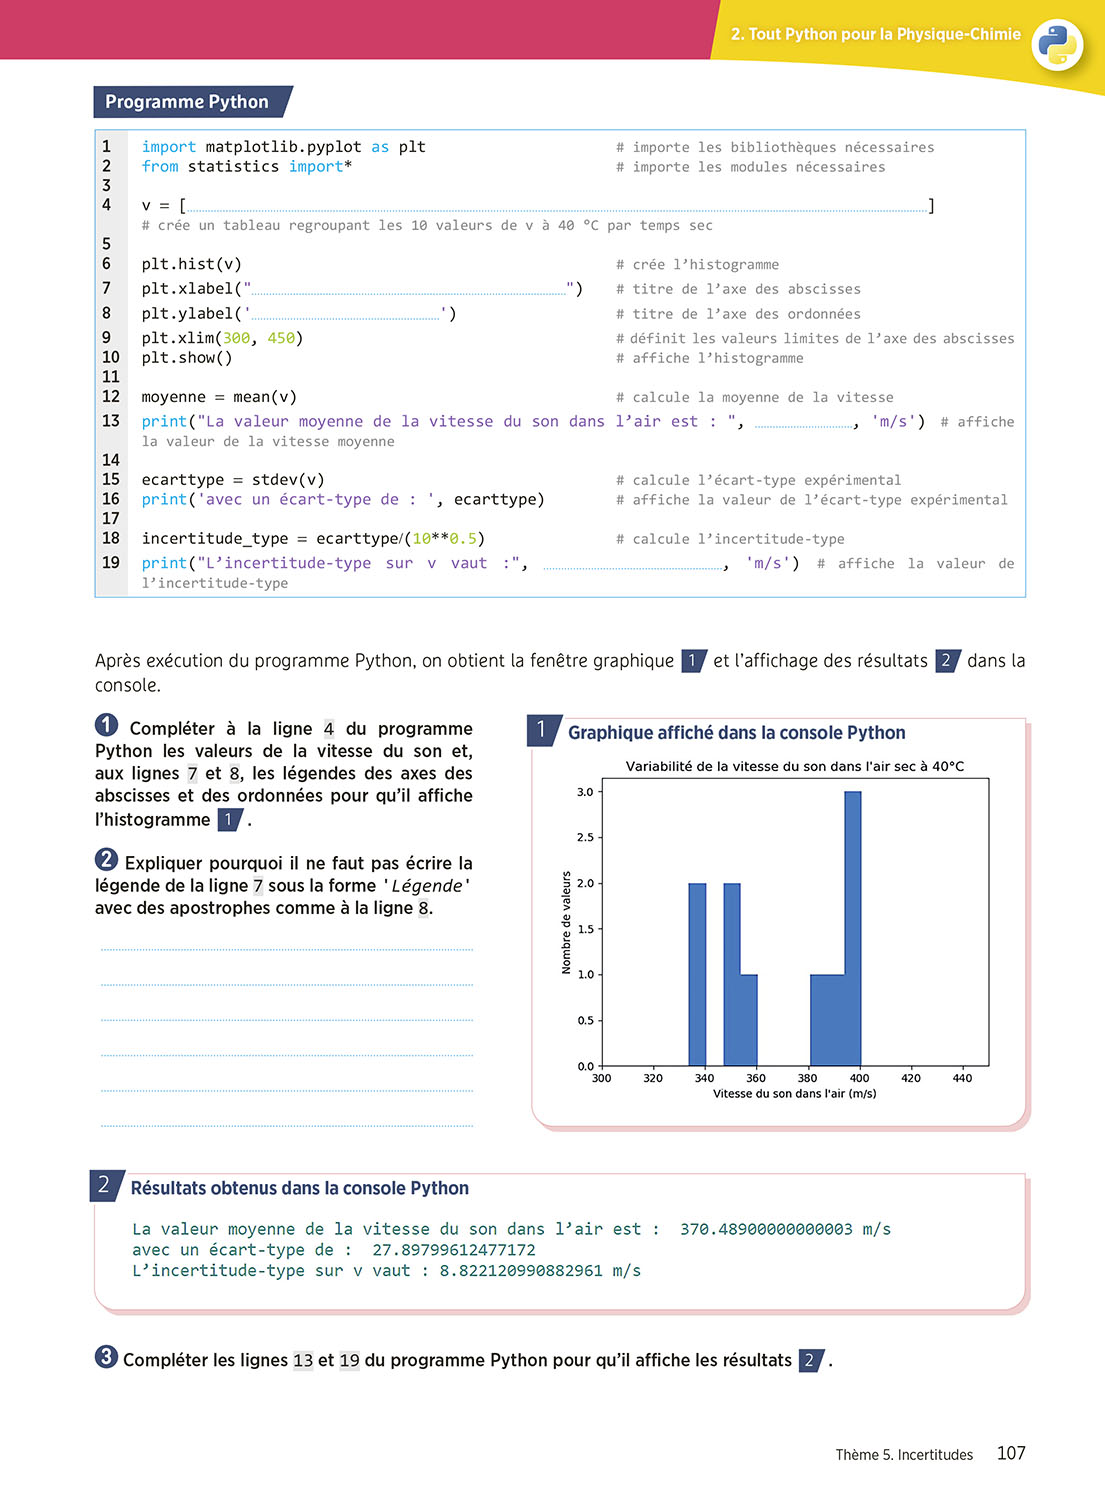 2. Tout Python pour la Physique-Chimie
Programme Python
1 import matplotlib.pyplot as plt # importe les bibliothèques nécessaires
2 from statistics import* # importe les modules nécessaires
3
4 v = [ ]
# crée un tableau regroupant les 10 valeurs de v à 40 °C par temps sec
5
6 plt.hist(v) # crée l’histogramme
7 plt.xlabel(" ") # titre de l’axe des abscisses
8 plt.ylabel(' ') # titre de l’axe des ordonnées
9 plt.xlim(300, 450) # définit les valeurs limites de l’axe des abscisses
10 plt.show() # affiche l’histogramme
11
12 moyenne = mean(v) # calcule la moyenne de la vitesse
13 print("La valeur moyenne de la vitesse du son dans l’air est : ", , 'm/s') # affiche
la valeur de la vitesse moyenne
14
15 ecarttype = stdev(v) # calcule l’écart-type expérimental
16 print('avec un écart-type de : ', ecarttype) # affiche la valeur de l’écart-type expérimental
17
18 incertitude_type = ecarttype/(10**0.5) # calcule l’incertitude-type
19 print("L’incertitude-type sur v vaut :", , 'm/s') # affiche la valeur de
l’incertitude-type
Après exécution du programme Python, on obtient la fenêtre graphique 1 et l’affichage des résultats 2 dans la
console.
1 Compléter à la ligne 4 du programme
Python les valeurs de la vitesse du son et,
aux lignes 7 et 8, les légendes des axes des
abscisses et des ordonnées pour qu’il affiche
l’histogramme 1 .
2 Expliquer pourquoi il ne faut pas écrire la
légende de la ligne 7 sous la forme 'Légende'
avec des apostrophes comme à la ligne 8.
1 Graphique affiché dans la console Python
Variabilité de la vitesse du son dans l'air sec à 40°C
3.0
2.5
2.0
1.5
1.0
0.5
0.0
Nombre de valeurs
300 320 340 360 380 400 420 440
Vitesse du son dans l'air (m/s)
2 Résultats obtenus dans la console Python
La valeur moyenne de la vitesse du son dans l’air est : 370.48900000000003 m/s
avec un écart-type de : 27.89799612477172
L’incertitude-type sur v vaut : 8.822120990882961 m/s
3 Compléter les lignes 13 et 19 du programme Python pour qu’il affiche les résultats 2 .
Thème 5. Incertitudes 107